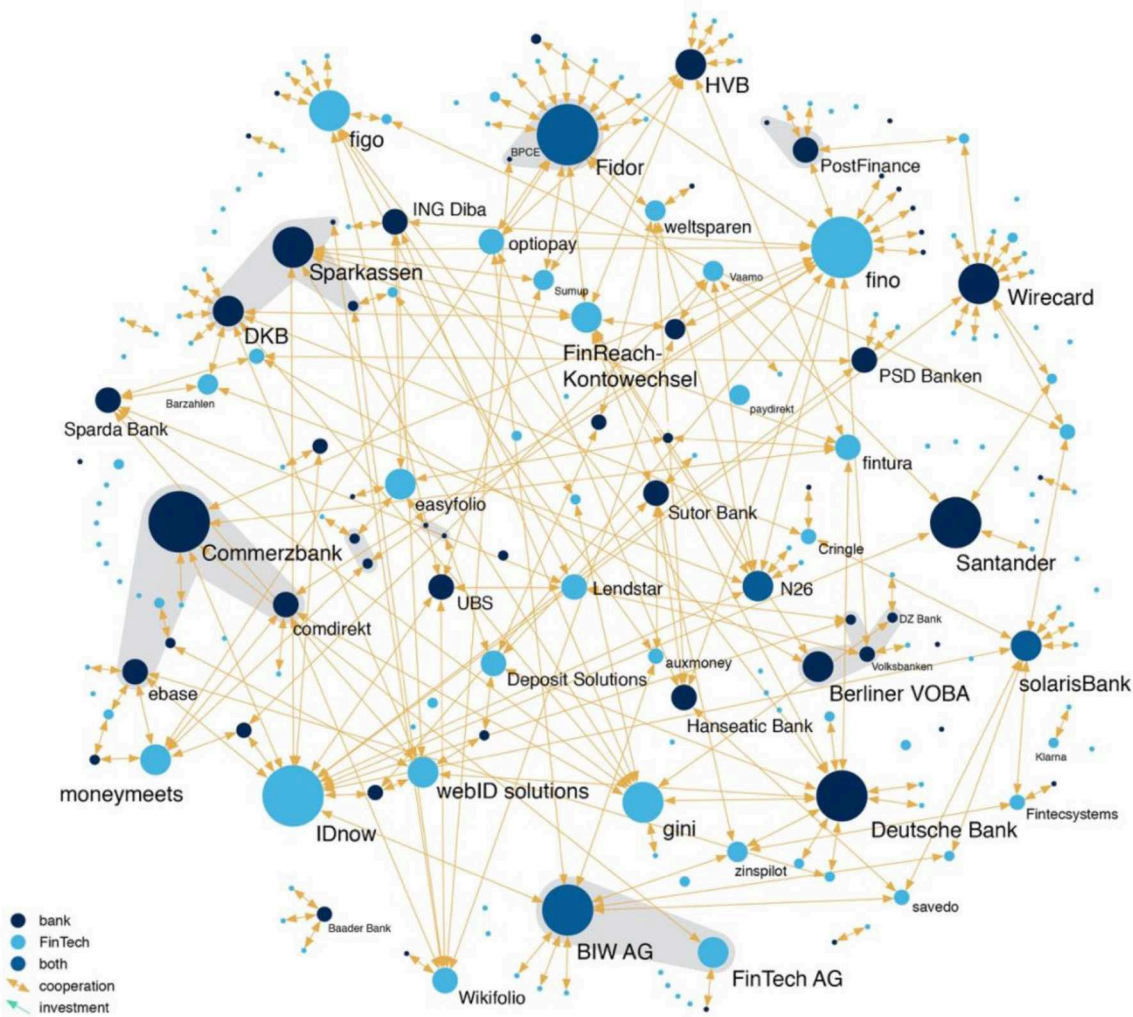 HVB
figo
BPCE
Fidor
PostFinance
ING Diba
weltsparen
optiopay
Sparkassen
Vaamo
fino
Sumup
Wirecard
DKB
FinReach-
Kontowechsel
PSD Banken
Barzahlen
paydirekt
Sparda Bank
fintura
easyfolio
Sutor Bank
Commerzbank
Cringle
Santander
UBS
Lendstar
N26
DZ Bank
comdirekt
auxmoney
Volksbanken
Deposit Solutions
solarisBank
ebase
Berliner VOBA
Hanseatic Bank
Klarna
moneymeets
webID solutions
Fintecsystems
IDnow
gini
Deutsche Bank
zinspilot
savedo
bank
Baader Bank
FinTech
BIW AG
both
FinTech AG
cooperation
Wikifolio
investment